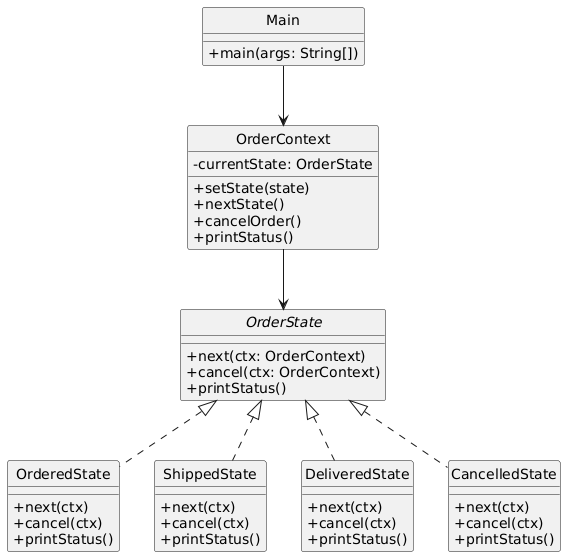 Main
+main(args: String[])
OrderContext
-currentState: OrderState
+setState(state)
+nextState()
+cancelOrder()
+printStatus()
OrderState
+next(ctx: OrderContext)
+cancel(ctx: OrderContext)
+printStatus()
OrderedState
+next(ctx)
+cancel(ctx)
+printStatus()
ShippedState
+next(ctx)
+cancel(ctx)
+printStatus()
DeliveredState
+next(ctx)
+cancel(ctx)
+printStatus()
CancelledState
+next(ctx)
+cancel(ctx)
+printStatus()